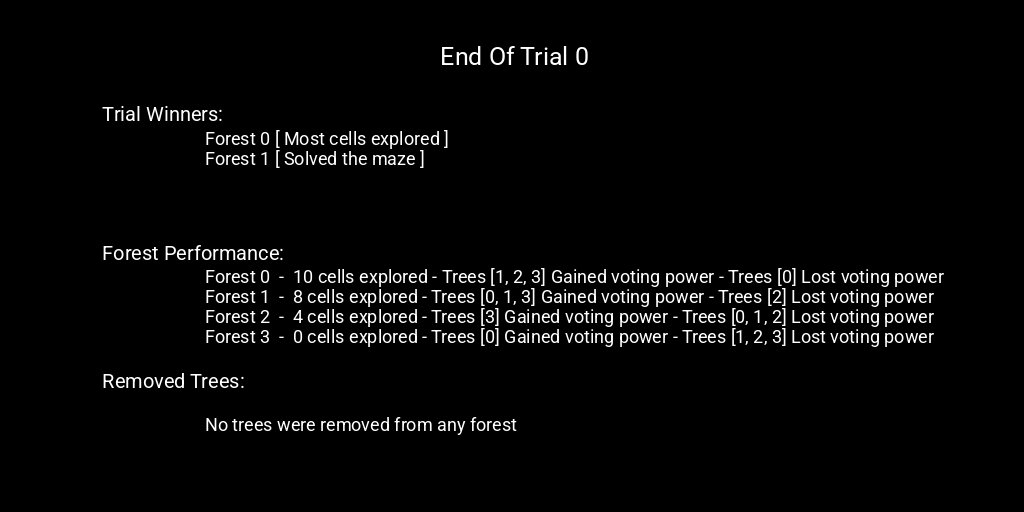 End Of Trial 0
Trial Winners:
Forest 0 [ Most cells explored ]
Forest 1 [ Solved the maze ]
Forest Performance:
Forest 0 - 10 cells explored - Trees [1, 2, 3] Gained voting power - Trees [0] Lost voting power
Forest 1 - 8 cells explored - Trees [0, 1, 3] Gained voting power - Trees [2] Lost voting power
Forest 2 - 4 cells explored - Trees [3] Gained voting power - Trees [0, 1, 2] Lost voting power
Forest 3 - 0 cells explored - Trees [0] Gained voting power - Trees [1, 2, 3] Lost voting power
Removed Trees:
No trees were removed from any forest